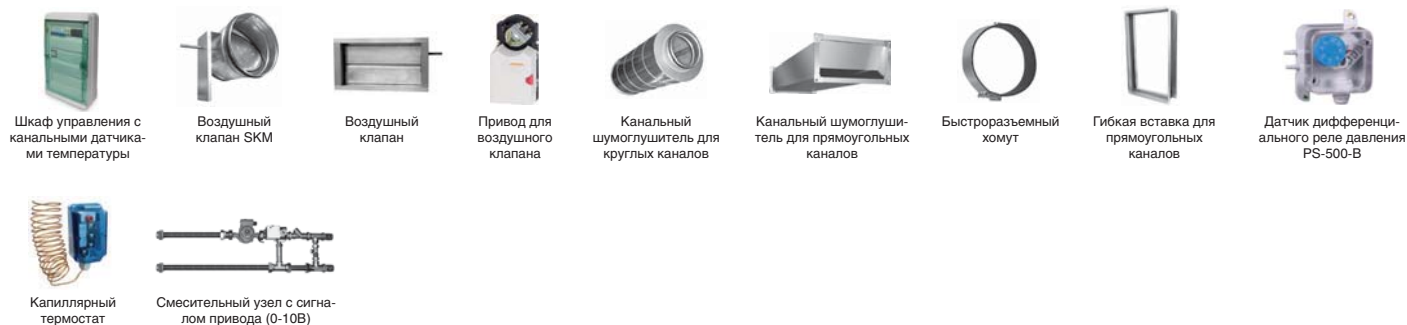 Шкаф управления с
канальными датчика-
ми температуры
Воздушный
клапан SKM
Воздушный
клапан
Привод для
воздушного
клапана
Канальный
шумоглушитель для
круглых каналов
Канальный шумоглуши-
тель для прямоугольных
каналов
Быстроразъемный
хомут
Гибкая вставка для
прямоугольных
каналов
Датчик дифференци-
ального реле давления
PS-500-B
Капиллярный
термостат
Смесительный узел с сигна-
лом привода (0-10В)